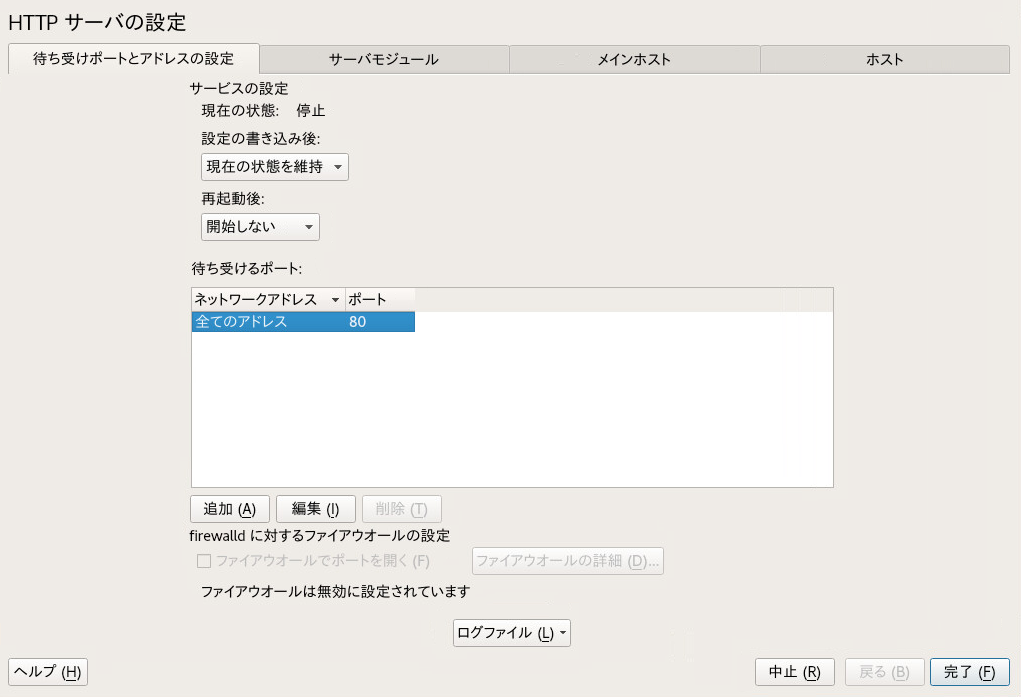 HTTP サーバの設定
待ち受けポートとアドレスの設定 サーバモジュール メインホスト ホスト
サービスの設定
現在の状態: 停止
設定の書き込み後:
現在の状態を維持
再起動後:
開始しない
待ち受けるポート:
ネットワークアドレス ポート
全てのアドレス 80
追加 (A) 編集 (I) 削除 (T)
firewalld に対するファイアウオールの設定
ファイアウオールでポートを開く (F) ファイアウオールの詳細 (D)...
ファイアウオールは無効に設定されています
ログファイル (L)
ヘルプ (H) 中止 (R) 戻る (B) 完了 (F)